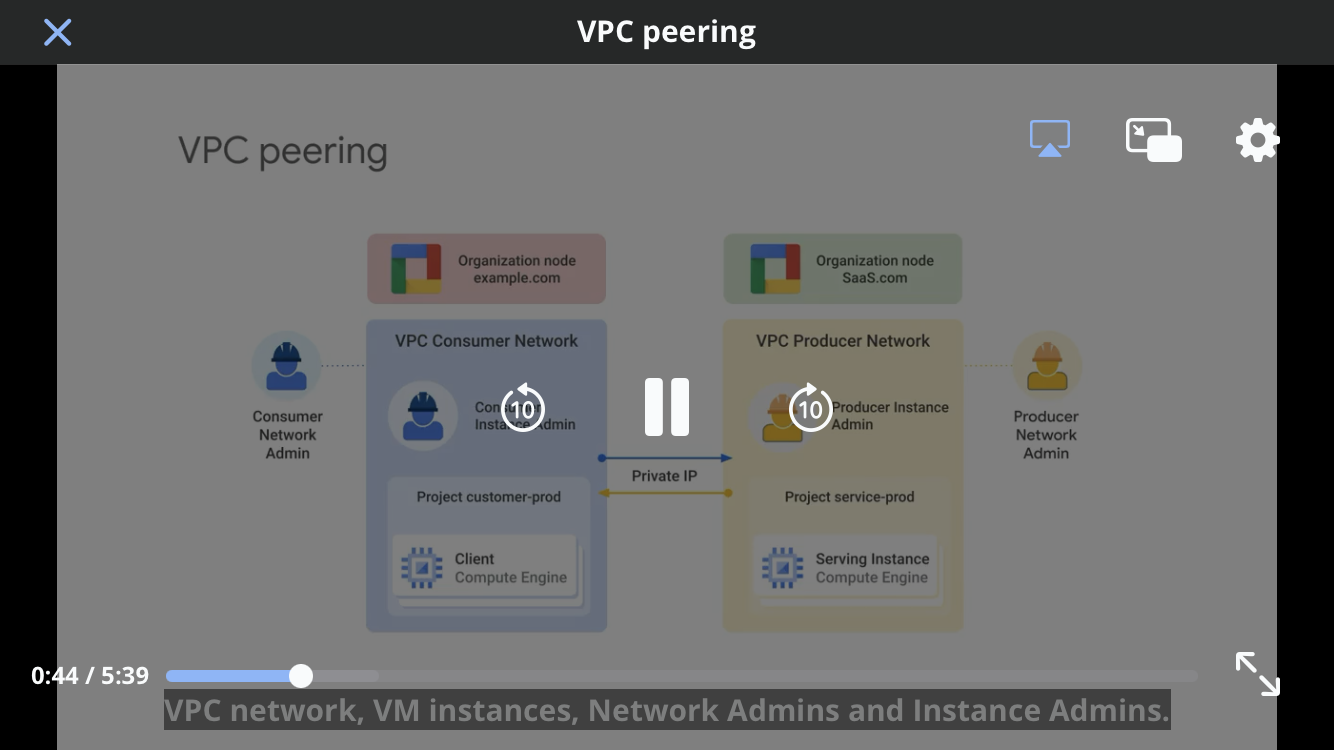 VPC peering
VPC peering
Organization node
example.com
Organization node
SaaS.com
VPC Consumer Network
VPC Producer Network
Consumer
Network
Admin
Consumer
Instance Admin
10
10
Producer Instance
Admin
Producer
Network
Admin
Private IP
Project customer-prod
Project service-prod
Client
Compute Engine
Serving Instance
Compute Engine
0:44 / 5:39
VPC network, VM instances, Network Admins and Instance Admins.